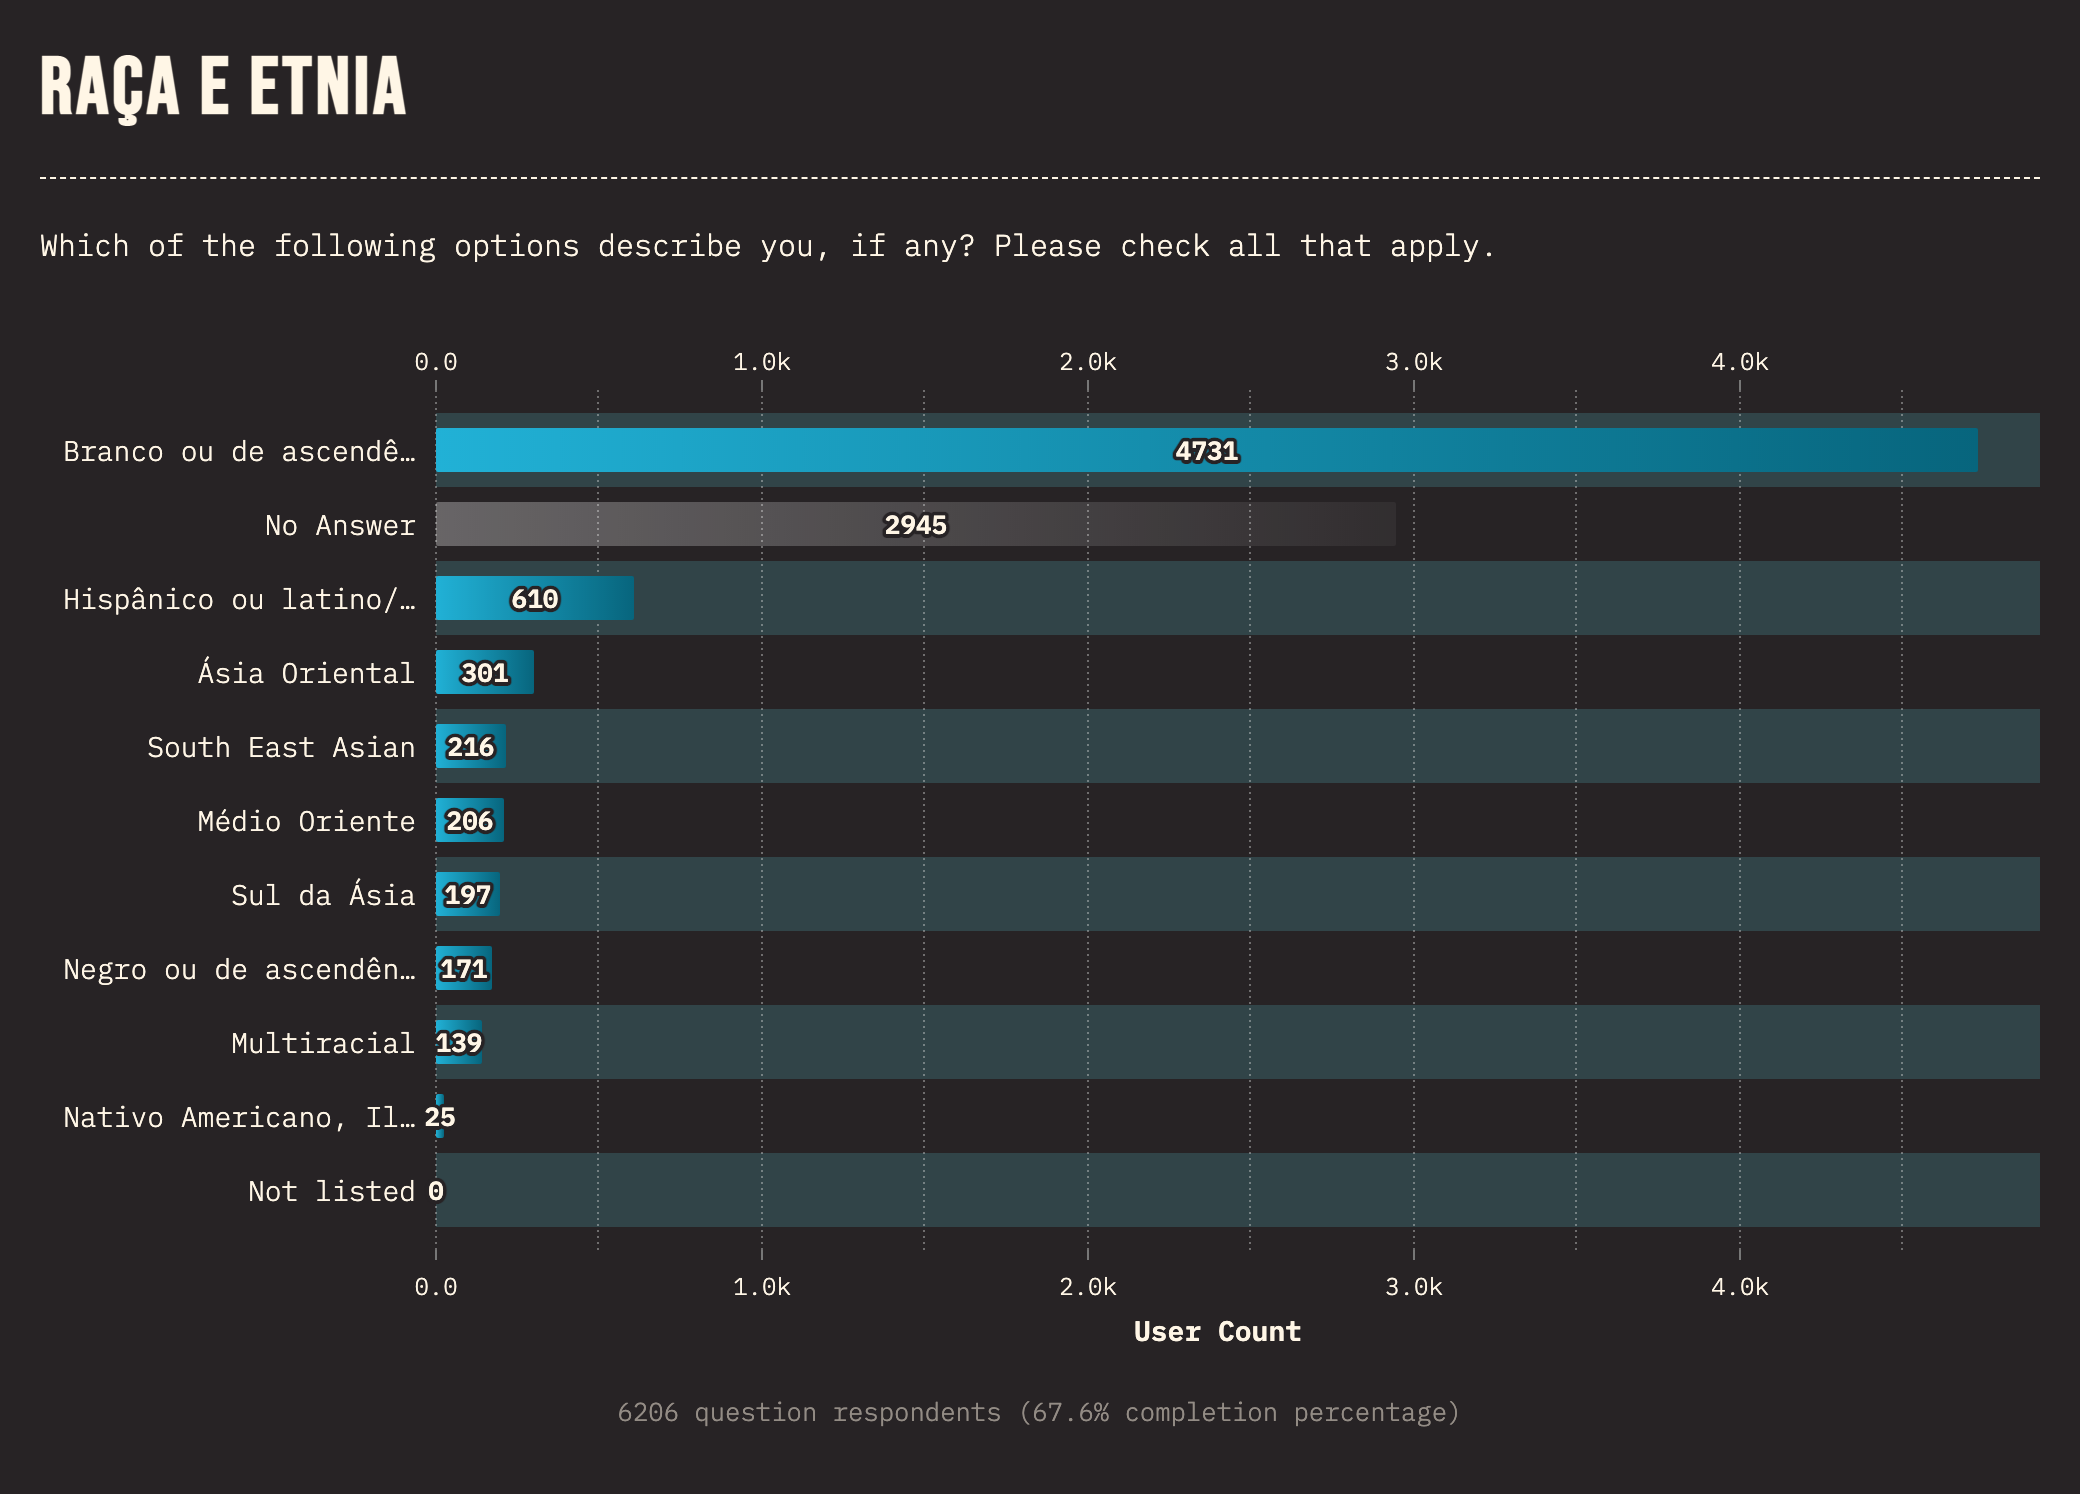 RAÇA E ETNIA
Which of the following options describe you, if any? Please check all that apply.
0.0 1.0k 2.0k 3.0k 4.0k
Branco ou de ascendê… 4731
No Answer 2945
Hispânico ou latino/… 610
Ásia Oriental 301
South East Asian 216
Médio Oriente 206
Sul da Ásia 197
Negro ou de ascendên… 171
Multiracial 139
Nativo Americano, Il… 25
Not listed 0
0.0 1.0k 2.0k 3.0k 4.0k
User Count
6206 question respondents (67.6% completion percentage)